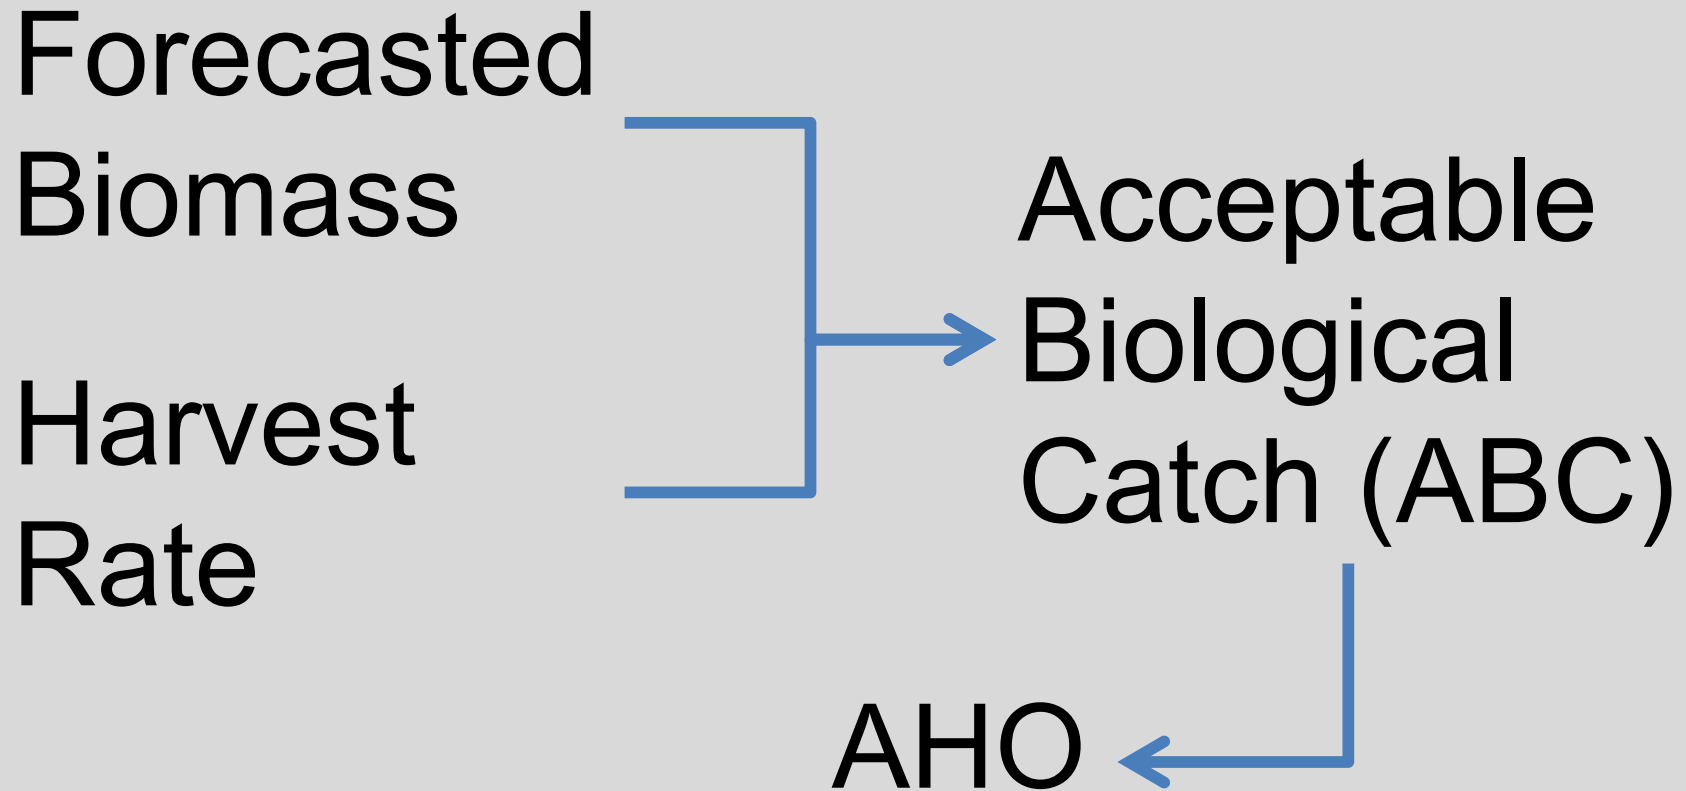 Forecasted
Biomass
Harvest
Rate
Acceptable
Biological
Catch (ABC)
AHO